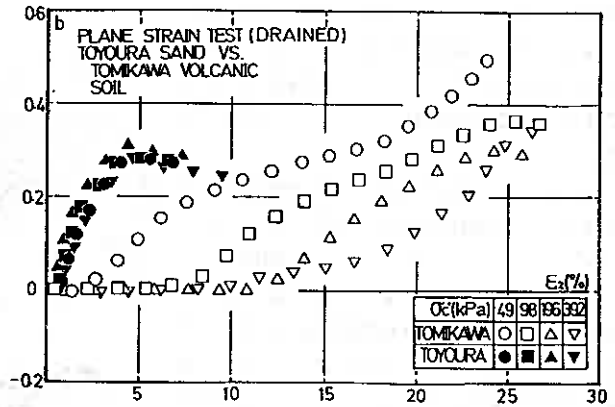 b
PLANE STRAIN TEST (DRAINED)
TOYOURA SAND VS.
TOMIKAWA VOLCANIC
SOIL
0.6
0.4
0.2
0
-0.2
5 10 15 20 25 30
ε₂(%)
σc'(kPa) 49 98 196 392
TOMIKAWA ○ □ △ ▽
TOYOURA ● ■ ▲ ▼